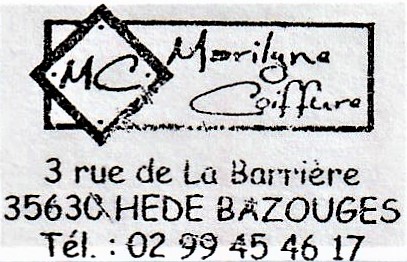 MC
Marilyne
Coiffure
3 rue de La Barrière
35630 HEDE BAZOUGES
Tél. : 02 99 45 46 17